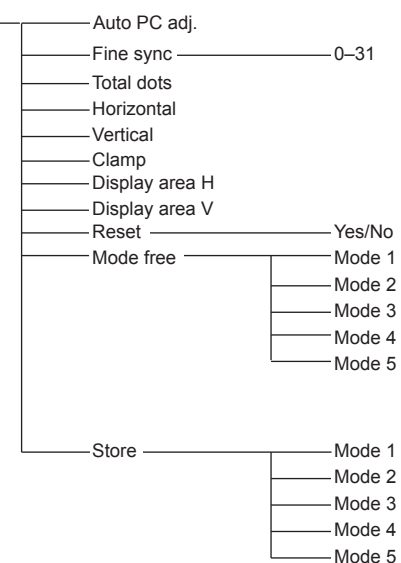 Auto PC adj.
Fine sync 0–31
Total dots
Horizontal
Vertical
Clamp
Display area H
Display area V
Reset Yes/No
Mode free Mode 1
Mode 2
Mode 3
Mode 4
Mode 5
Store Mode 1
Mode 2
Mode 3
Mode 4
Mode 5